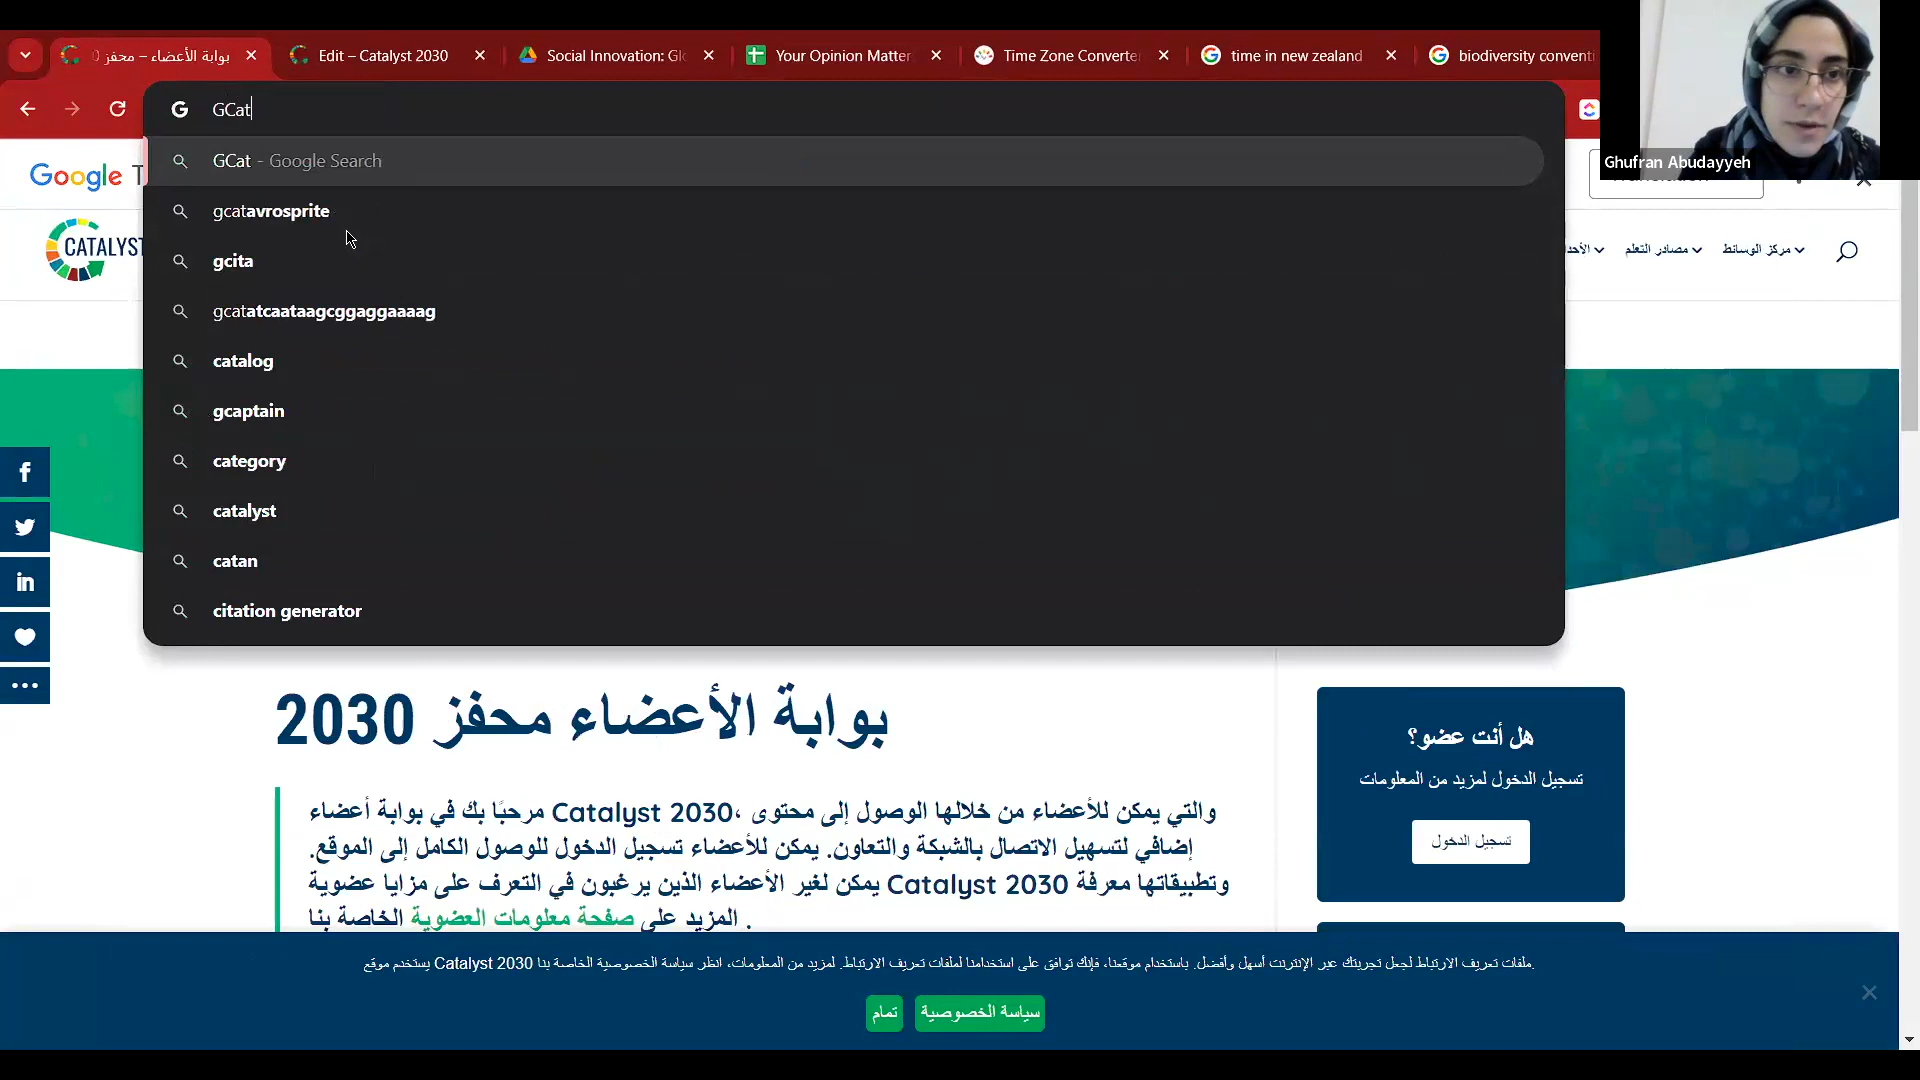 بوابة الأعضاء – محفز
Edit – Catalyst 2030
Social Innovation: Gl
Your Opinion Matter
Time Zone Converte
time in new zealand
biodiversity conventi
GCat
GCat - Google Search
gcatavrosprite
gcita
gcatatcaataagcggaggaaaag
catalog
gcaptain
category
catalyst
catan
citation generator
Ghufran Abudayyeh
Google T
CATALYST
الأحدا
مصادر التعلم
مركز الوسائط
بوابة الأعضاء محفز 2030
مرحبًا بك في بوابة أعضاء Catalyst 2030، والتي يمكن للأعضاء من خلالها الوصول إلى محتوى
إضافي لتسهيل الاتصال بالشبكة والتعاون. يمكن للأعضاء تسجيل الدخول للوصول الكامل إلى الموقع.
يمكن لغير الأعضاء الذين يرغبون في التعرف على مزايا عضوية Catalyst 2030 وتطبيقاتها معرفة
المزيد على صفحة معلومات العضوية الخاصة بنا .
هل أنت عضو؟
تسجيل الدخول لمزيد من المعلومات
تسجيل الدخول
يستخدم موقع Catalyst 2030 ملفات تعريف الارتباط لجعل تجربتك عبر الإنترنت أسهل وأفضل. باستخدام موقعنا، فإنك توافق على استخدامنا لملفات تعريف الارتباط. لمزيد من المعلومات، انظر سياسة الخصوصية الخاصة بنا.
تمام
سياسة الخصوصية